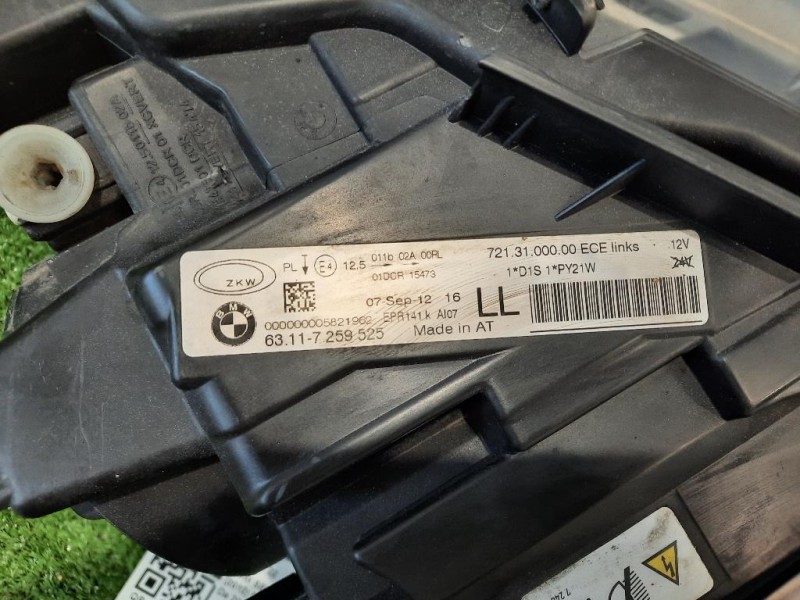 ZKW
PL E4 12,5 011b 02A 00RL
01DCR 15473
721.31.000.00 ECE links
12V
24V
1*D1S 1*PY21W
BMW
07 Sep-12 16
000000005821962 EPB141.k AI07
63.11-7 259 525
Made in AT
LL